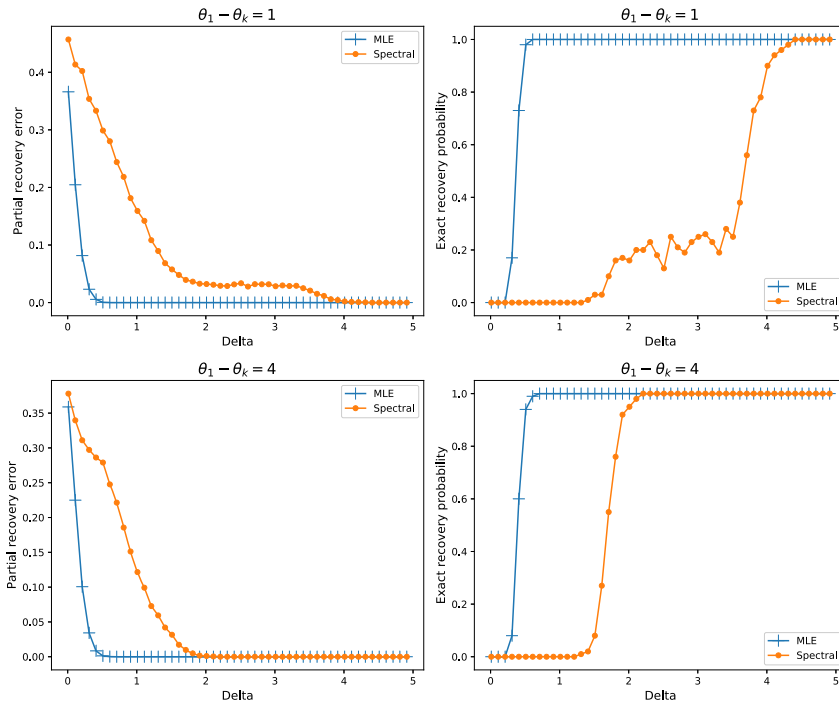 θ₁ − θₖ = 1
Partial recovery error
0.4
0.3
0.2
0.1
0.0
MLE
Spectral
0 1 2 3 4 5
Delta
θ₁ − θₖ = 1
Exact recovery probability
1.0
0.8
0.6
0.4
0.2
0.0
MLE
Spectral
0 1 2 3 4 5
Delta
θ₁ − θₖ = 4
Partial recovery error
0.35
0.30
0.25
0.20
0.15
0.10
0.05
0.00
MLE
Spectral
0 1 2 3 4 5
Delta
θ₁ − θₖ = 4
Exact recovery probability
1.0
0.8
0.6
0.4
0.2
0.0
MLE
Spectral
0 1 2 3 4 5
Delta